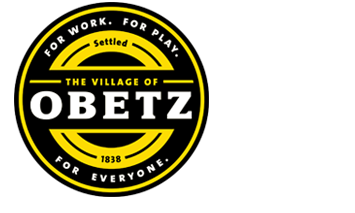 FOR WORK. FOR PLAY.
Settled
THE VILLAGE OF
OBETZ
1838
FOR EVERYONE.